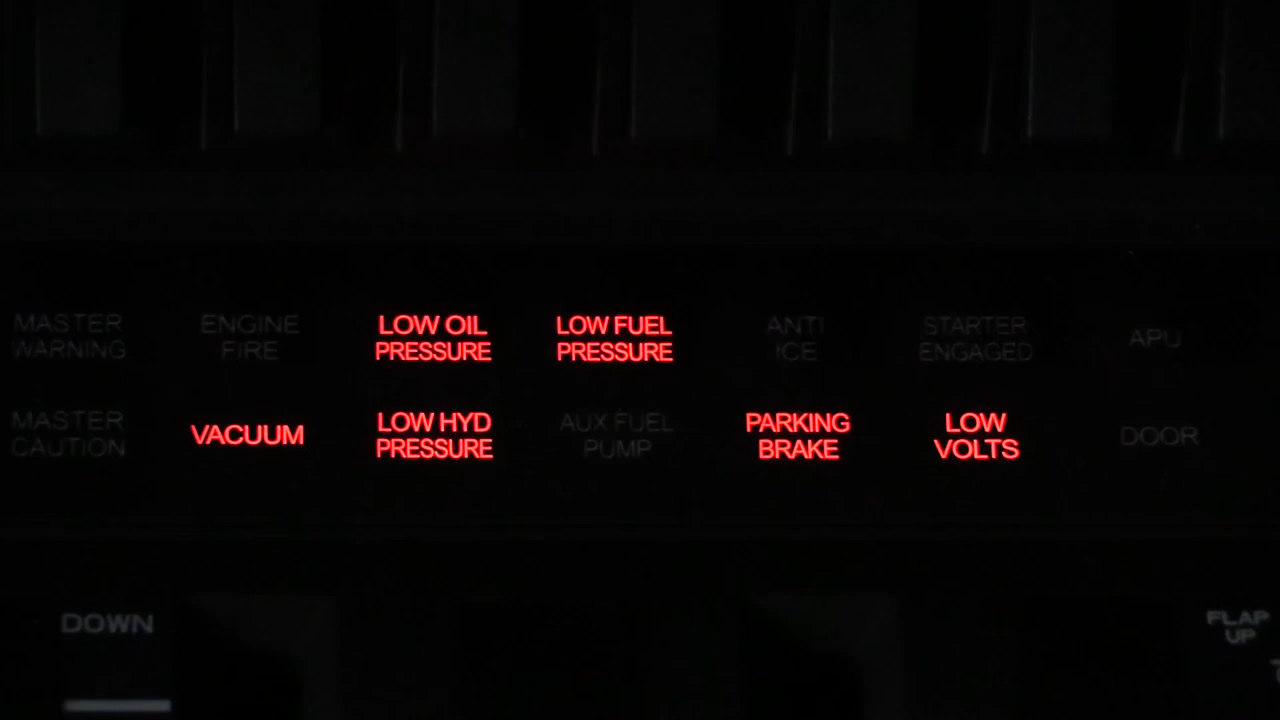 MASTER
WARNING
ENGINE
FIRE
LOW OIL
PRESSURE
LOW FUEL
PRESSURE
ANTI
ICE
STARTER
ENGAGED
APU
MASTER
CAUTION
VACUUM
LOW HYD
PRESSURE
AUX FUEL
PUMP
PARKING
BRAKE
LOW
VOLTS
DOOR
DOWN
FLAP
UP